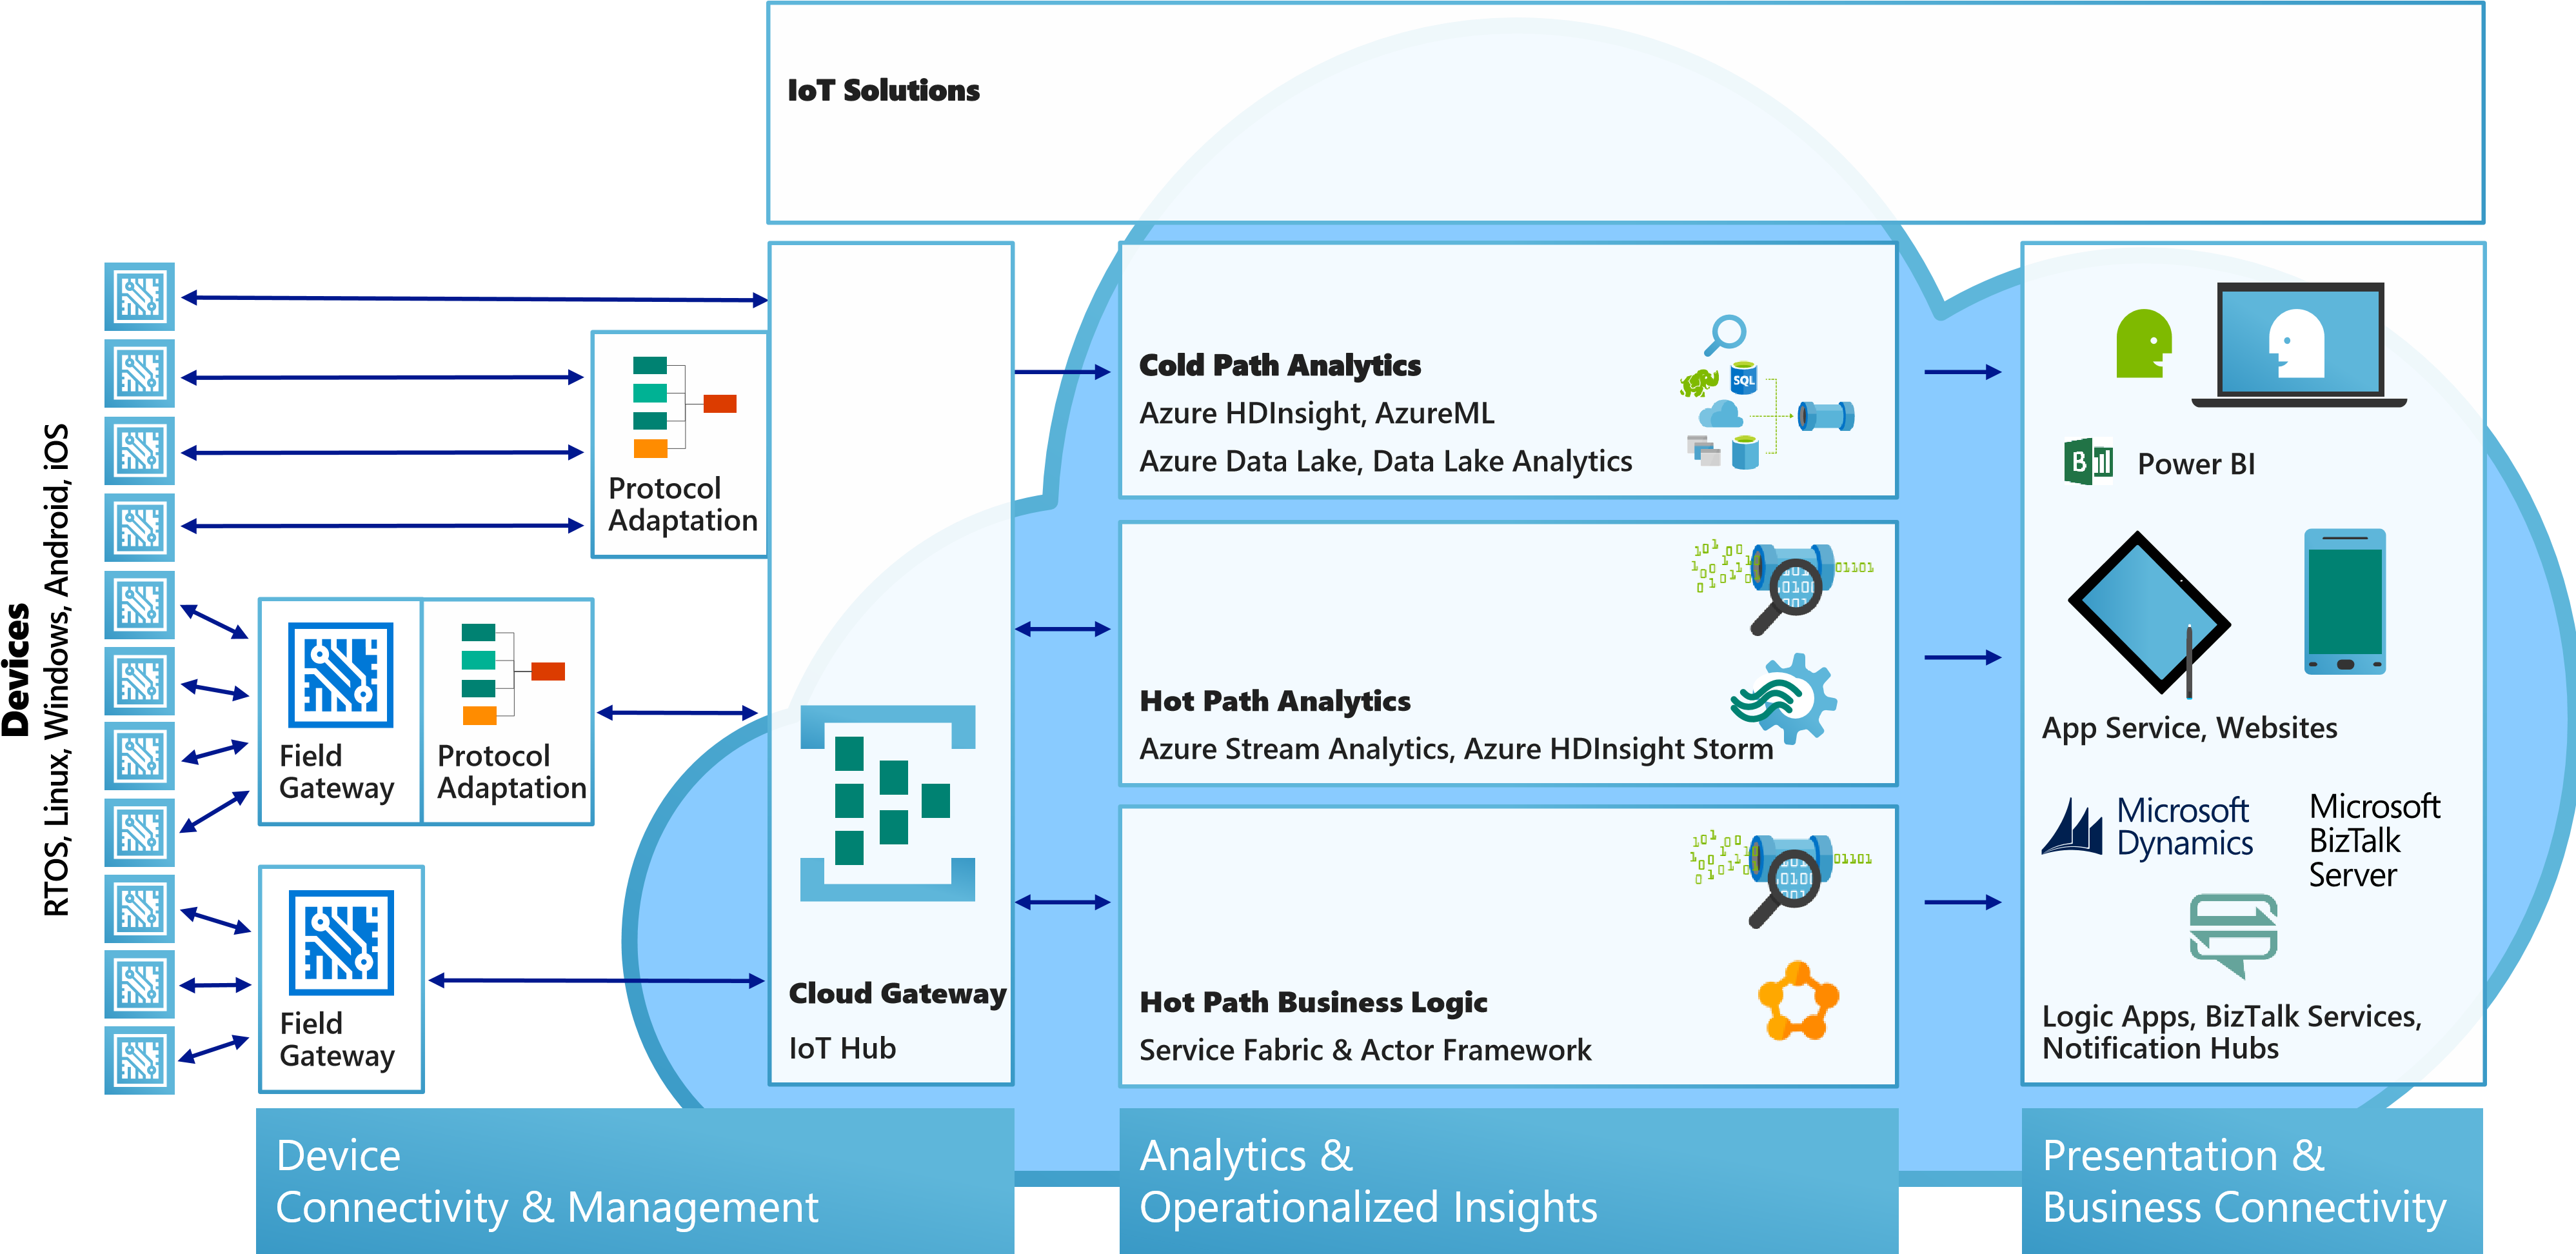 IoT Solutions
Devices
RTOS, Linux, Windows, Android, iOS
Protocol
Adaptation
Field
Gateway
Protocol
Adaptation
Field
Gateway
Cloud Gateway
IoT Hub
Cold Path Analytics
Azure HDInsight, AzureML
Azure Data Lake, Data Lake Analytics
SQL
Hot Path Analytics
Azure Stream Analytics, Azure HDInsight Storm
01101
Hot Path Business Logic
Service Fabric & Actor Framework
01101
B
Power BI
App Service, Websites
Microsoft
Dynamics
Microsoft
BizTalk
Server
Logic Apps, BizTalk Services,
Notification Hubs
Device
Connectivity & Management
Analytics &
Operationalized Insights
Presentation &
Business Connectivity